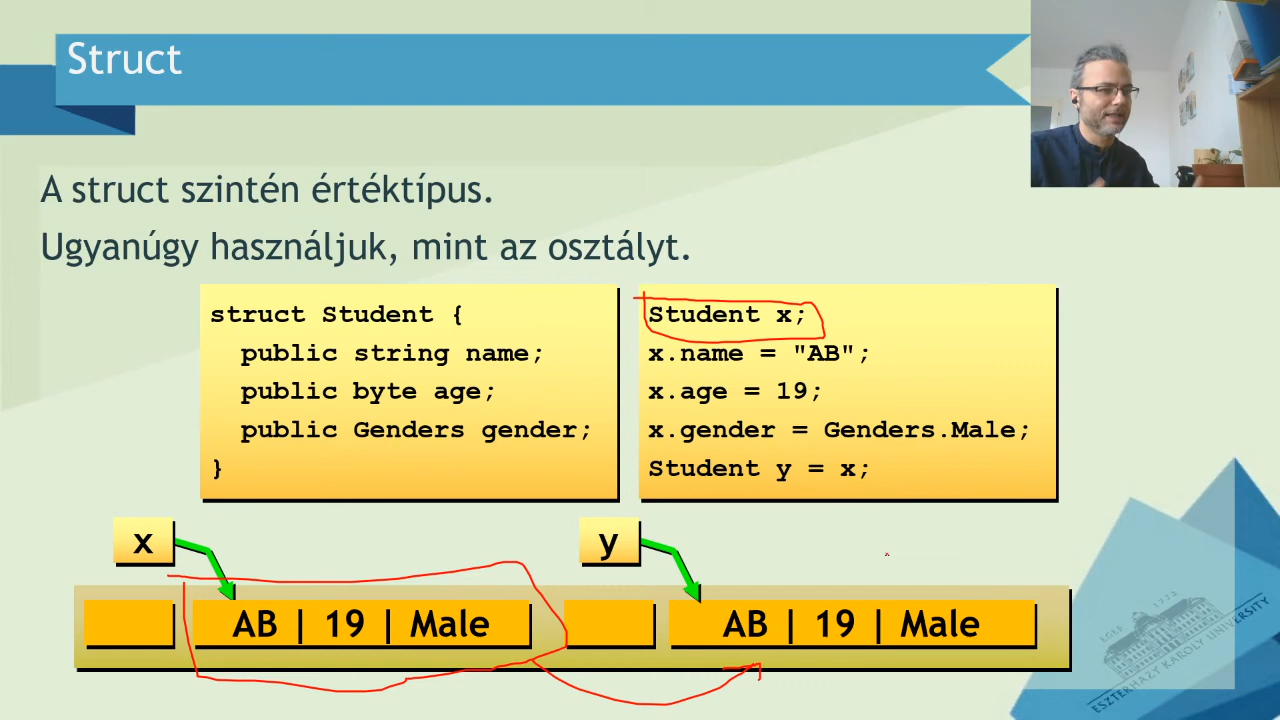 Struct
A struct szintén értéktípus.
Ugyanúgy használjuk, mint az osztályt.
struct Student {
public string name;
public byte age;
public Genders gender;
}
Student x;
x.name = "AB";
x.age = 19;
x.gender = Genders.Male;
Student y = x;
x
y
AB | 19 | Male
AB | 19 | Male
EGER 1774
ESZTERHÁZY KÁROLY UNIVERSITY